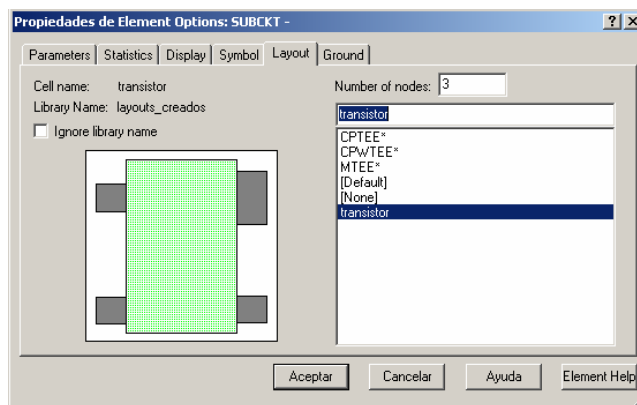 Propiedades de Element Options: SUBCKT -
Parameters Statistics Display Symbol Layout Ground
Cell name: transistor
Library Name: layouts_creados
Ignore library name
Number of nodes: 3
transistor
CPTEE*
CPWTEE*
MTEE*
[Default]
[None]
transistor
Aceptar Cancelar Ayuda Element Help